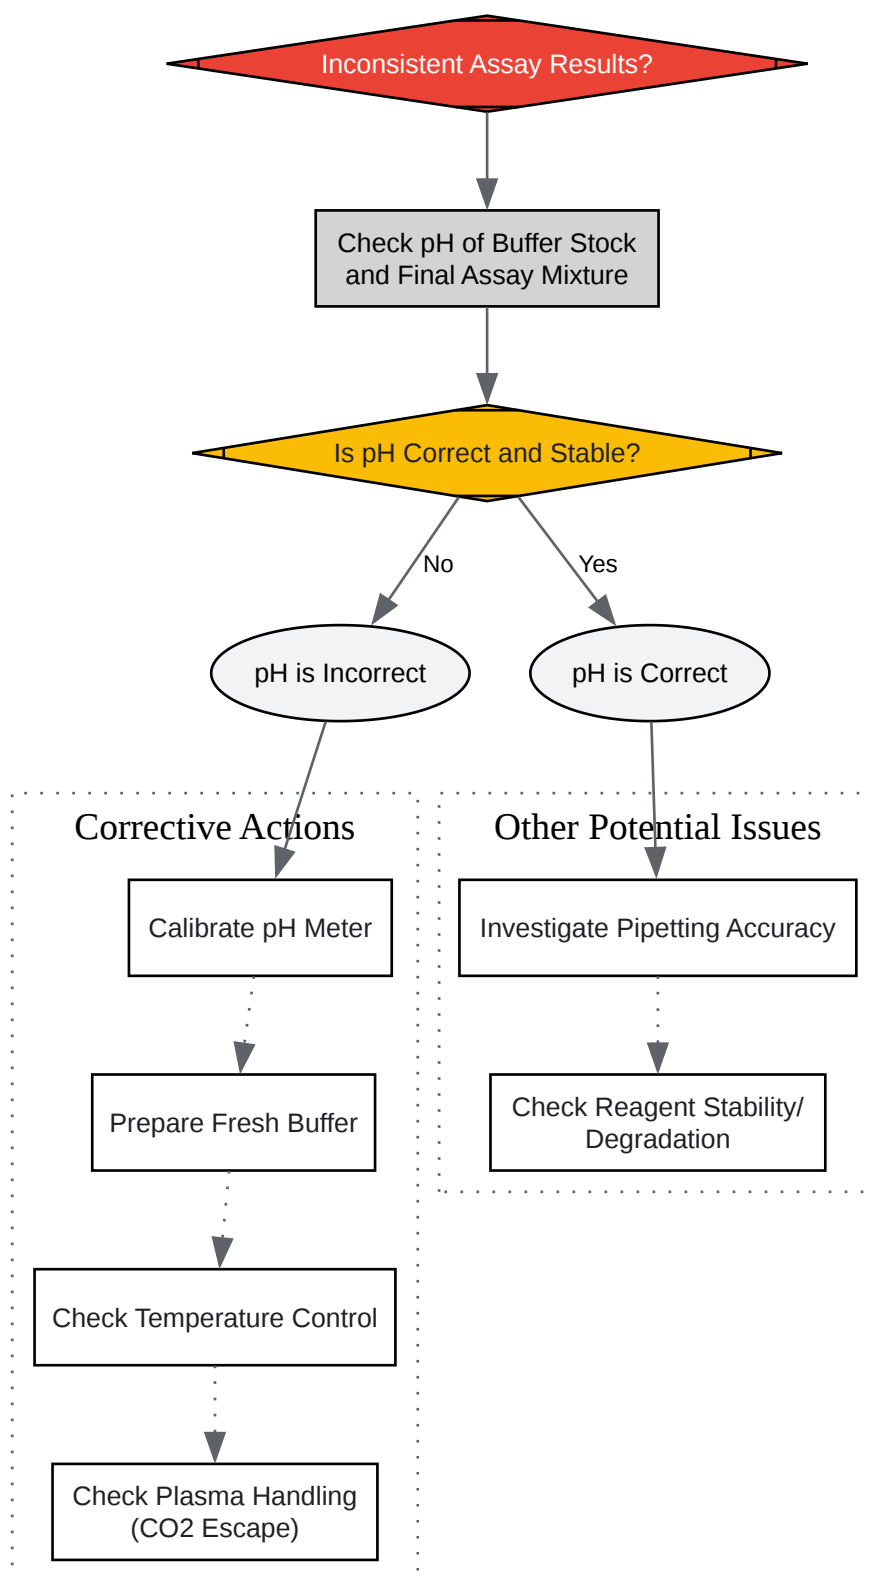 Inconsistent Assay Results?
Check pH of Buffer Stock
and Final Assay Mixture
Is pH Correct and Stable?
No
Yes
pH is Incorrect
pH is Correct
Corrective Actions
Other Potential Issues
Calibrate pH Meter
Investigate Pipetting Accuracy
Prepare Fresh Buffer
Check Reagent Stability/
Degradation
Check Temperature Control
Check Plasma Handling
(CO2 Escape)